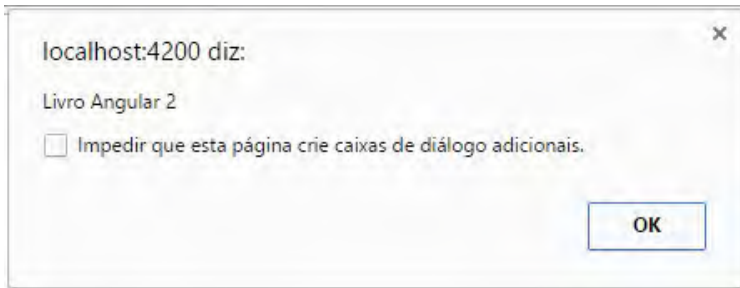 localhost:4200 diz:
Livro Angular 2
Impedir que esta página crie caixas de diálogo adicionais.
OK